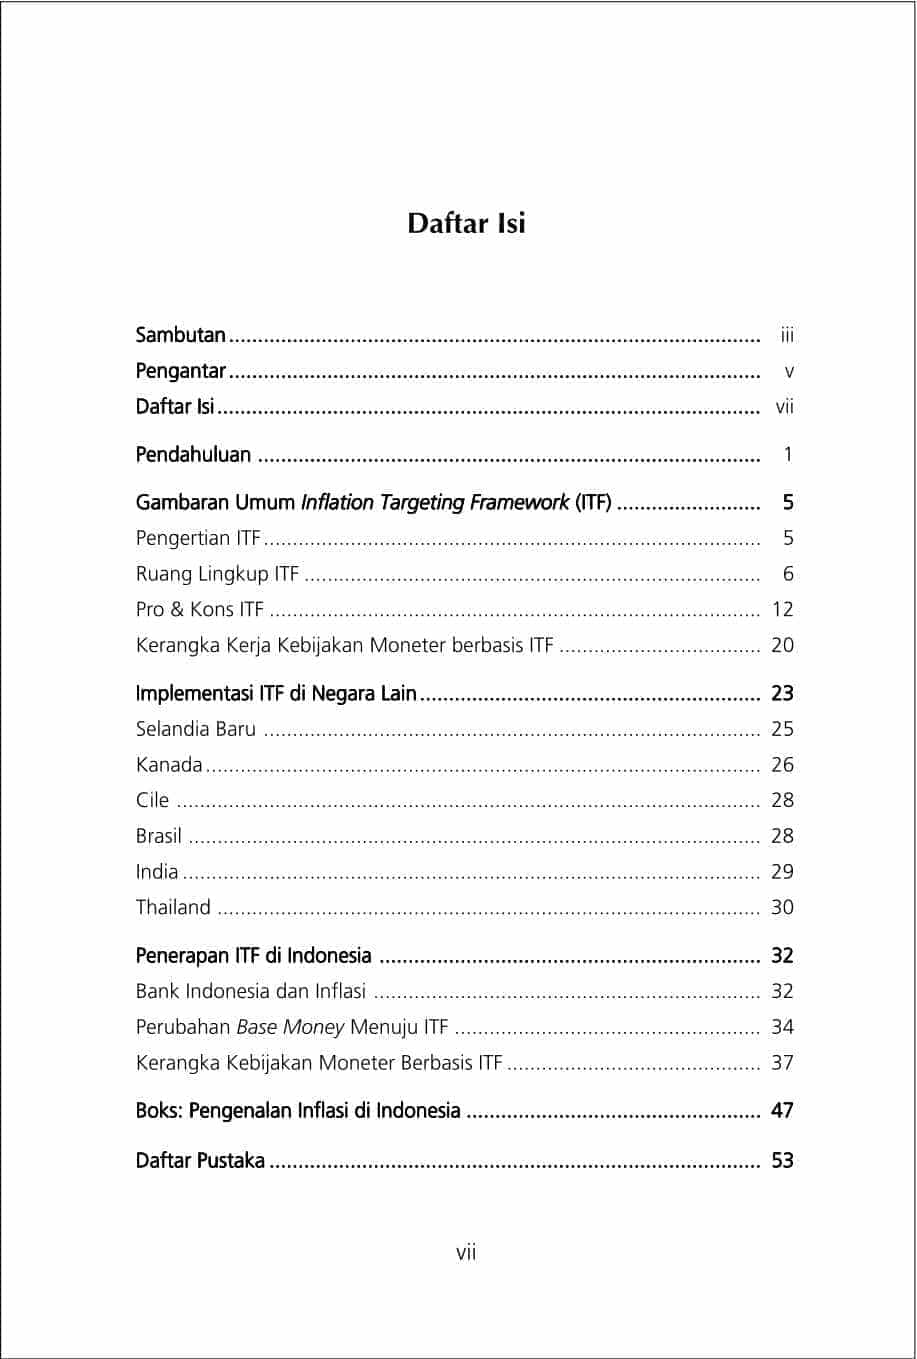 Daftar Isi
Sambutan ........................................ iii
Pengantar ........................................ v
Daftar Isi ........................................ vii
Pendahuluan ........................................ 1
Gambaran Umum Inflation Targeting Framework (ITF) ........................................ 5
Pengertian ITF ........................................ 5
Ruang Lingkup ITF ........................................ 6
Pro & Kons ITF ........................................ 12
Kerangka Kerja Kebijakan Moneter berbasis ITF ........................................ 20
Implementasi ITF di Negara Lain ........................................ 23
Selandia Baru ........................................ 25
Kanada ........................................ 26
Cile ........................................ 28
Brasil ........................................ 28
India ........................................ 29
Thailand ........................................ 30
Penerapan ITF di Indonesia ........................................ 32
Bank Indonesia dan Inflasi ........................................ 32
Perubahan Base Money Menuju ITF ........................................ 34
Kerangka Kebijakan Moneter Berbasis ITF ........................................ 37
Boks: Pengenalan Inflasi di Indonesia ........................................ 47
Daftar Pustaka ........................................ 53
vii